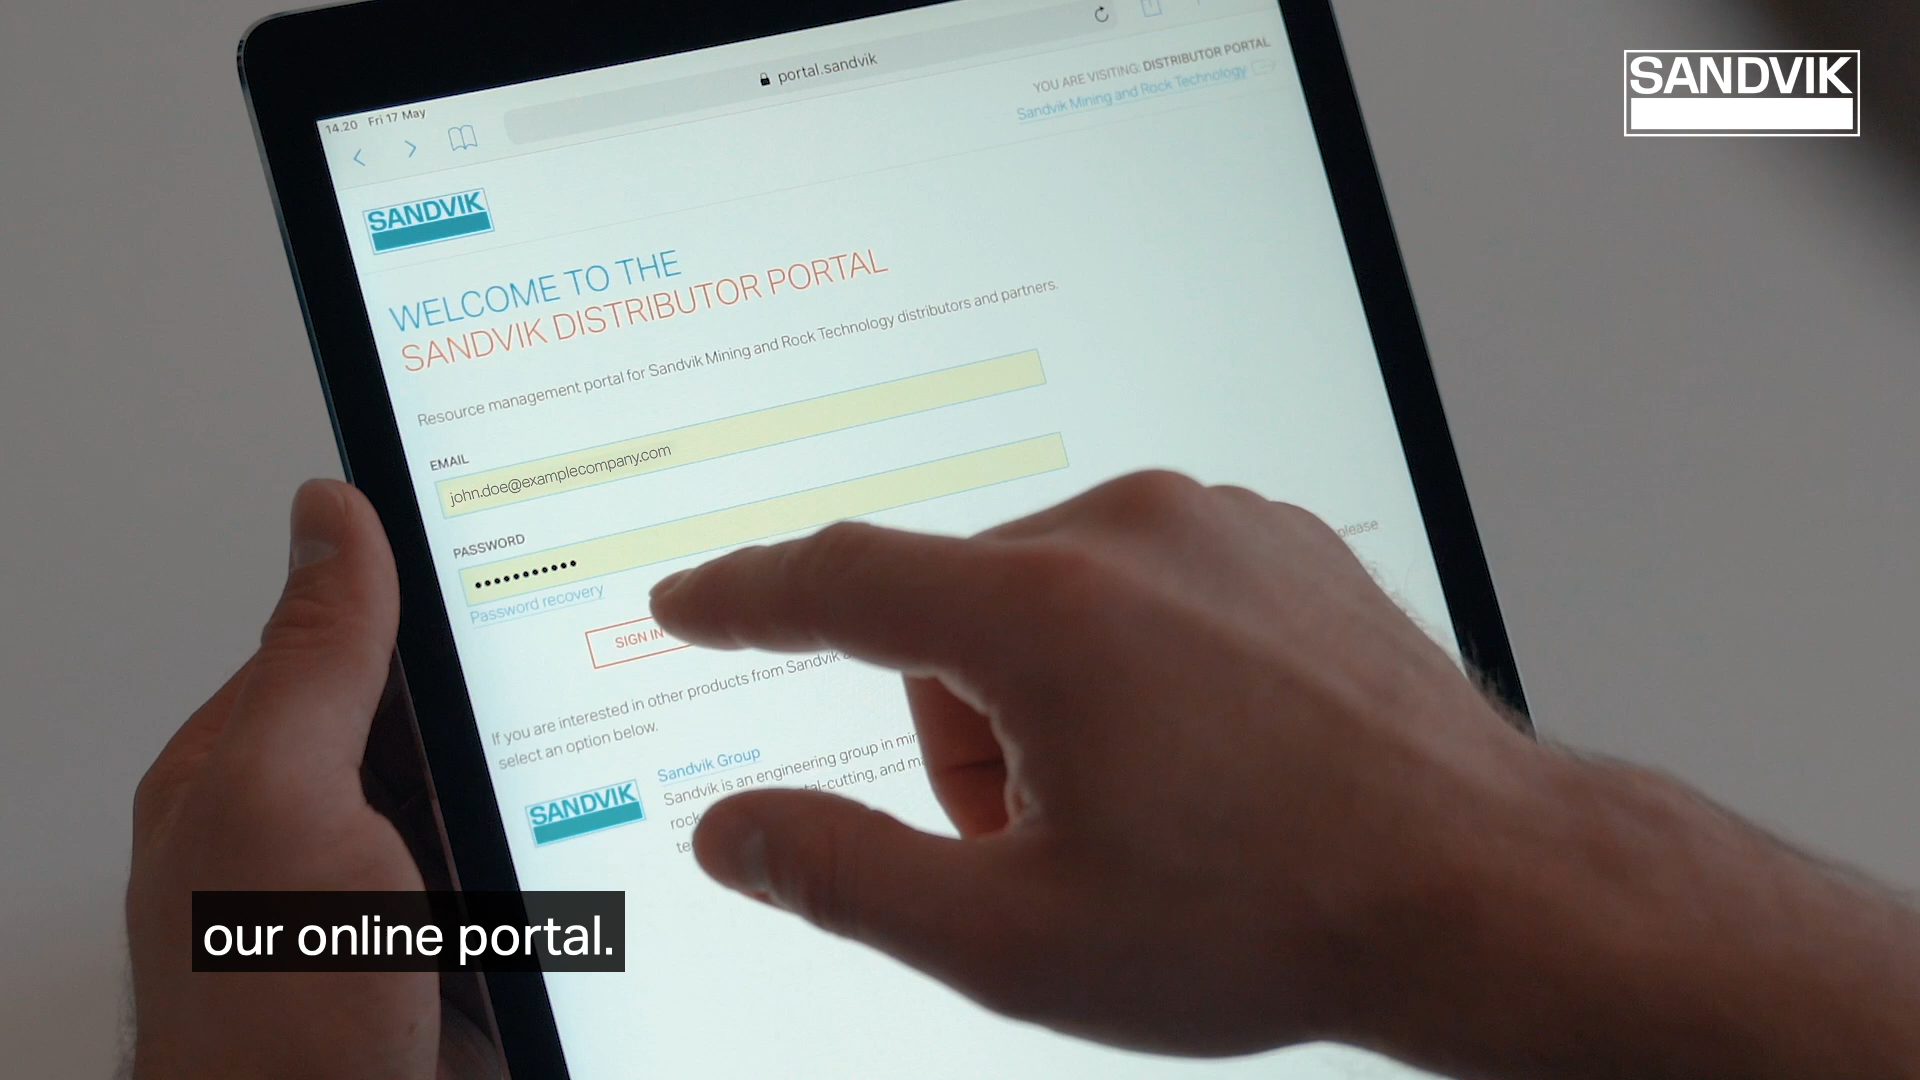 SANDVIK
portal.sandvik
14.20 Fri 17 May
YOU ARE VISITING: DISTRIBUTOR PORTAL
Sandvik Mining and Rock Technology
SANDVIK
WELCOME TO THE
SANDVIK DISTRIBUTOR PORTAL
Resource management portal for Sandvik Mining and Rock Technology distributors and partners.
EMAIL
john.doe@examplecompany.com
PASSWORD
•••••••••••
Password recovery
SIGN IN
If you are interested in other products from Sandvik please
select an option below.
SANDVIK
Sandvik Group
Sandvik is an engineering group in
rock
our online portal.